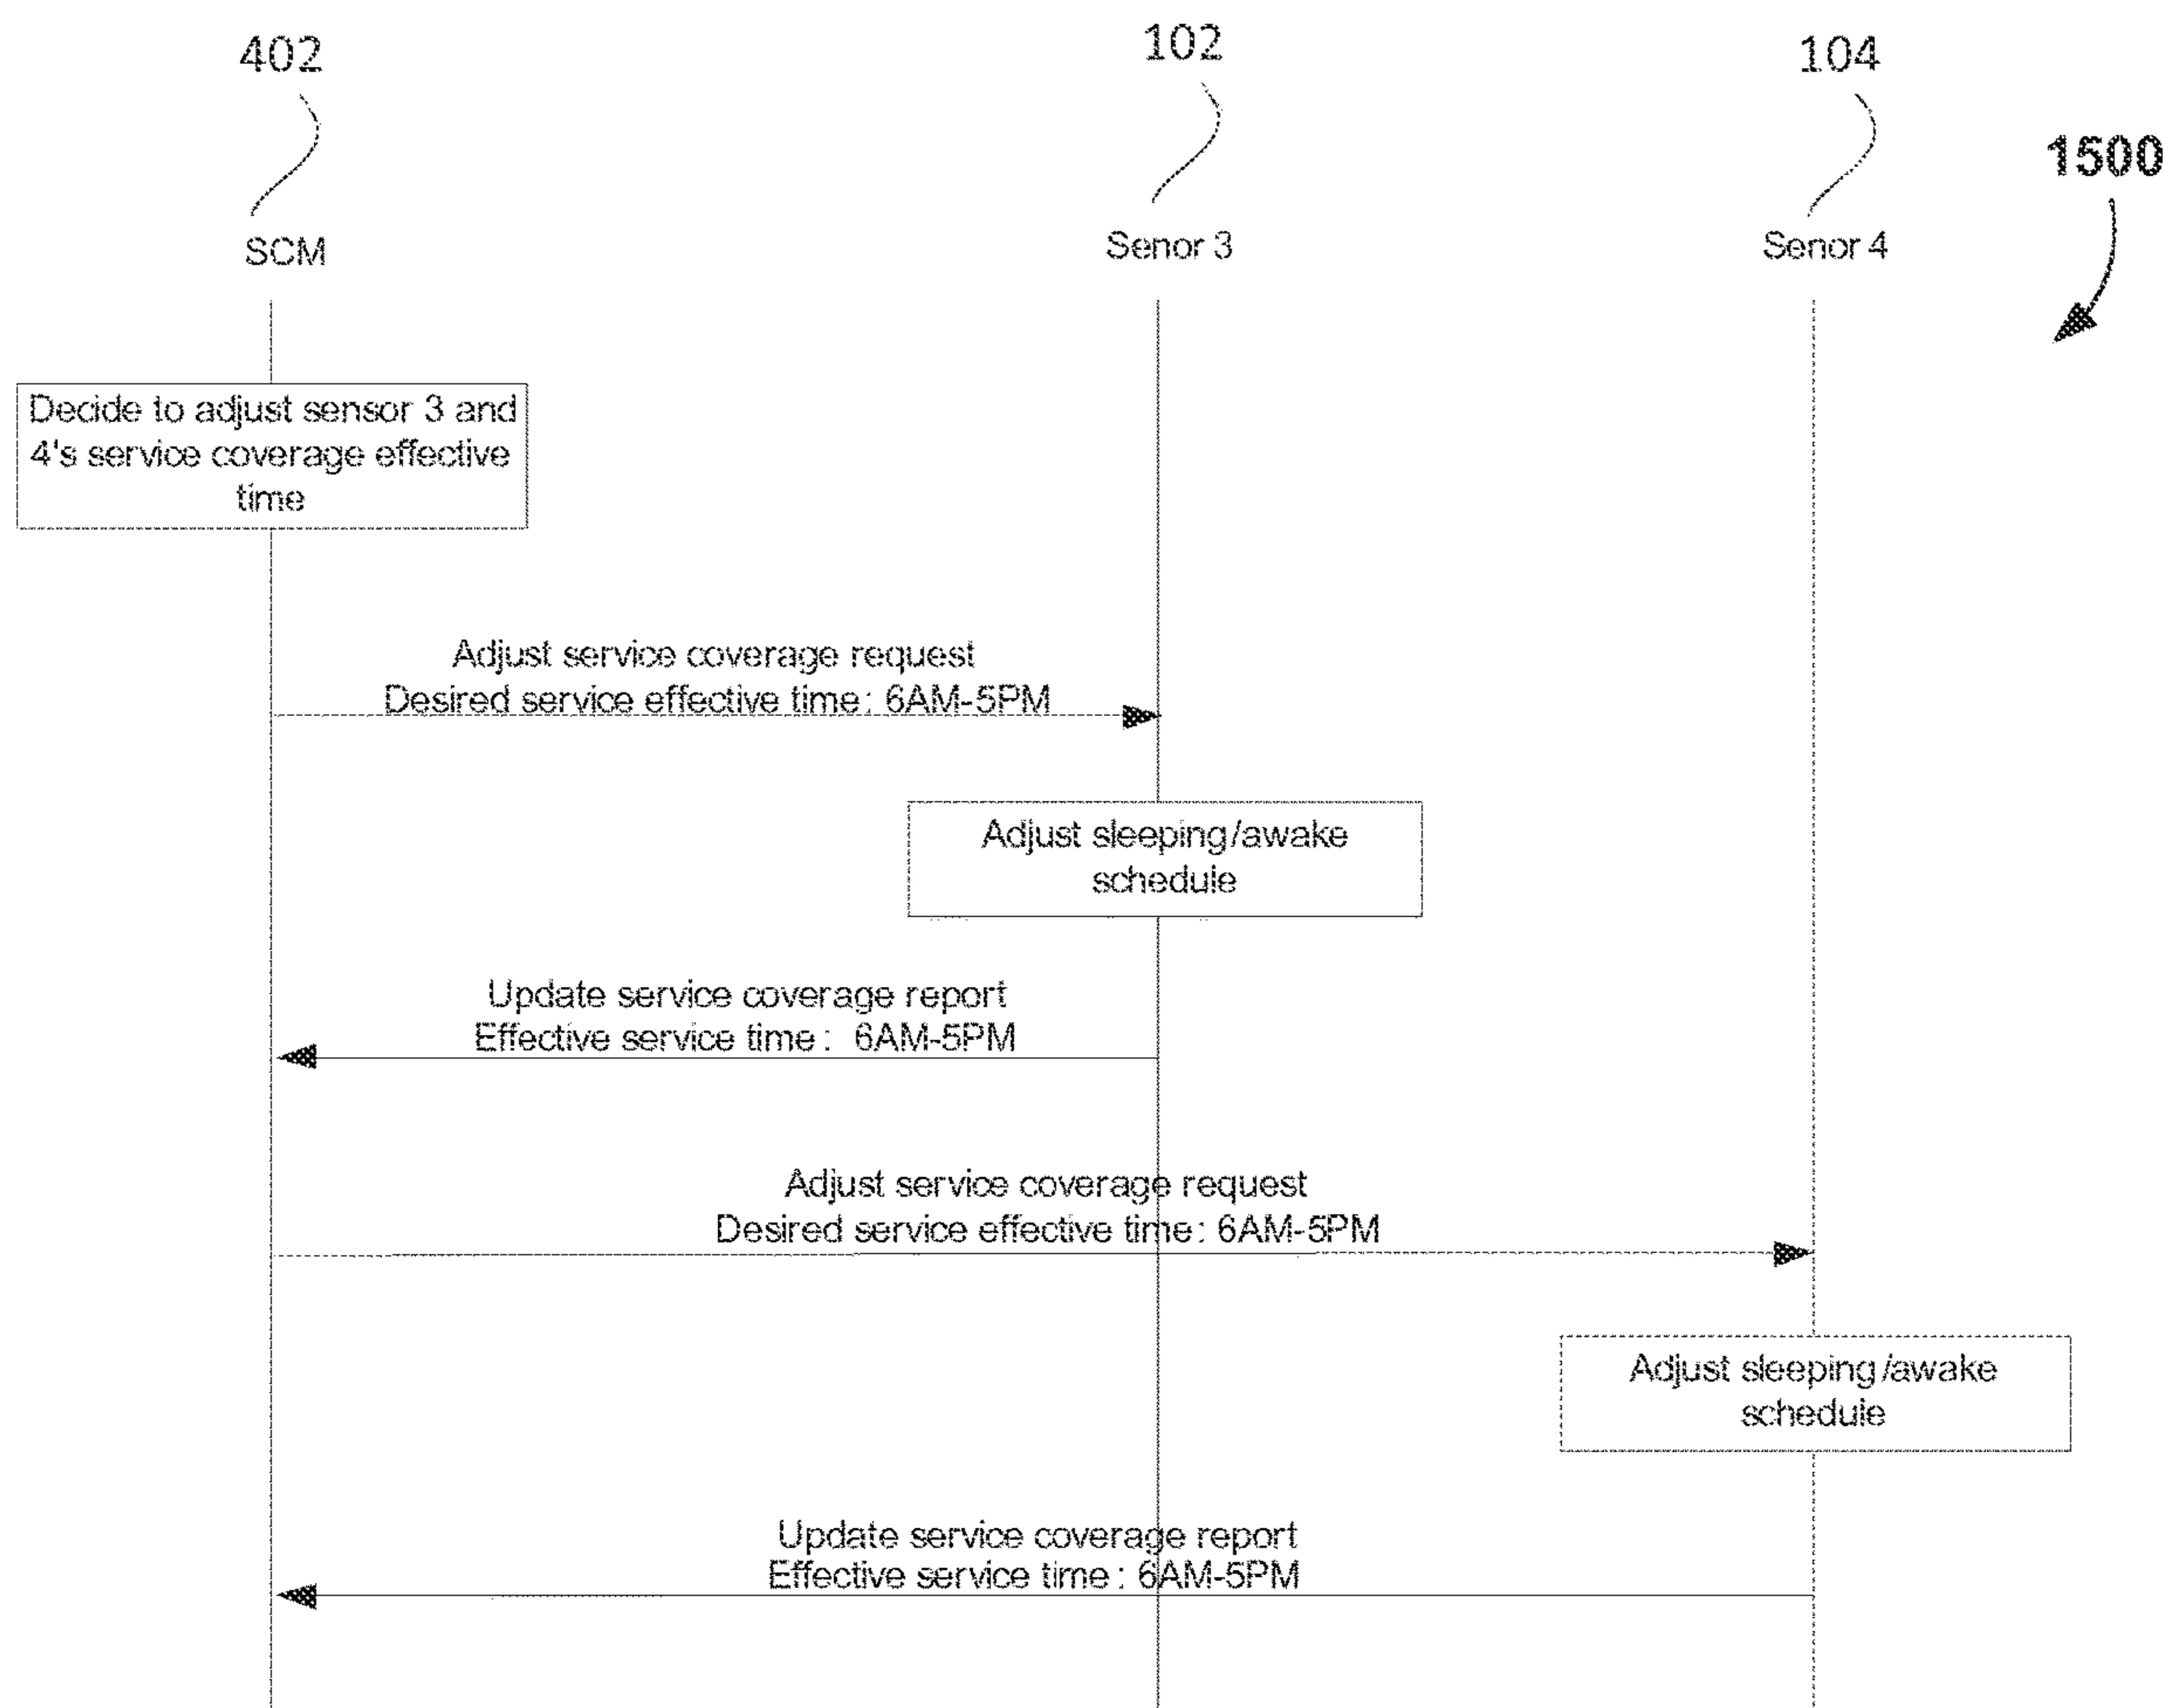 402
102
104
1500
SCM
Senor 3
Senor 4
Decide to adjust sensor 3 and
4's service coverage effective
time
Adjust service coverage request
Desired service effective time: 6AM-5PM
Adjust sleeping/awake
schedule
Update service coverage report
Effective service time: 6AM-5PM
Adjust service coverage request
Desired service effective time: 6AM-5PM
Adjust sleeping/awake
schedule
Update service coverage report
Effective service time: 6AM-5PM